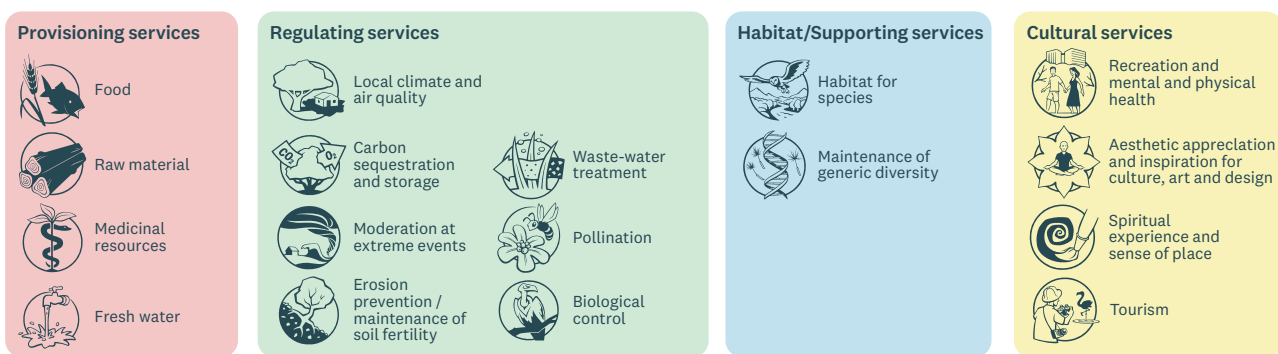 Provisioning services
Food
Raw material
Medicinal
resources
Fresh water
Regulating services
Local climate and
air quality
CO₂
O₂
Carbon
sequestration
and storage
Moderation at
extreme events
Erosion
prevention /
maintenance of
soil fertility
Waste-water
treatment
Pollination
Biological
control
Habitat/Supporting services
Habitat for
species
Maintenance of
generic diversity
Cultural services
Recreation and
mental and physical
health
Aesthetic appreclation
and inspiration for
culture, art and design
Spiritual
experience and
sense of place
Tourism